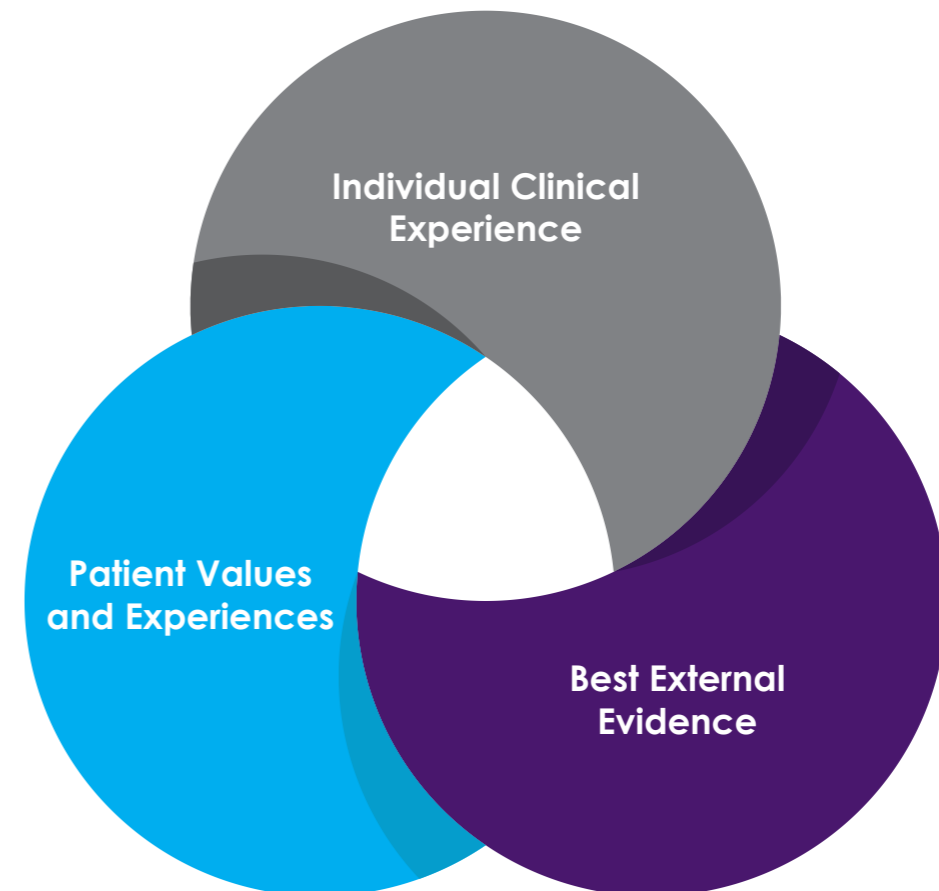 Individual Clinical
Experience
Patient Values
and Experiences
Best External
Evidence